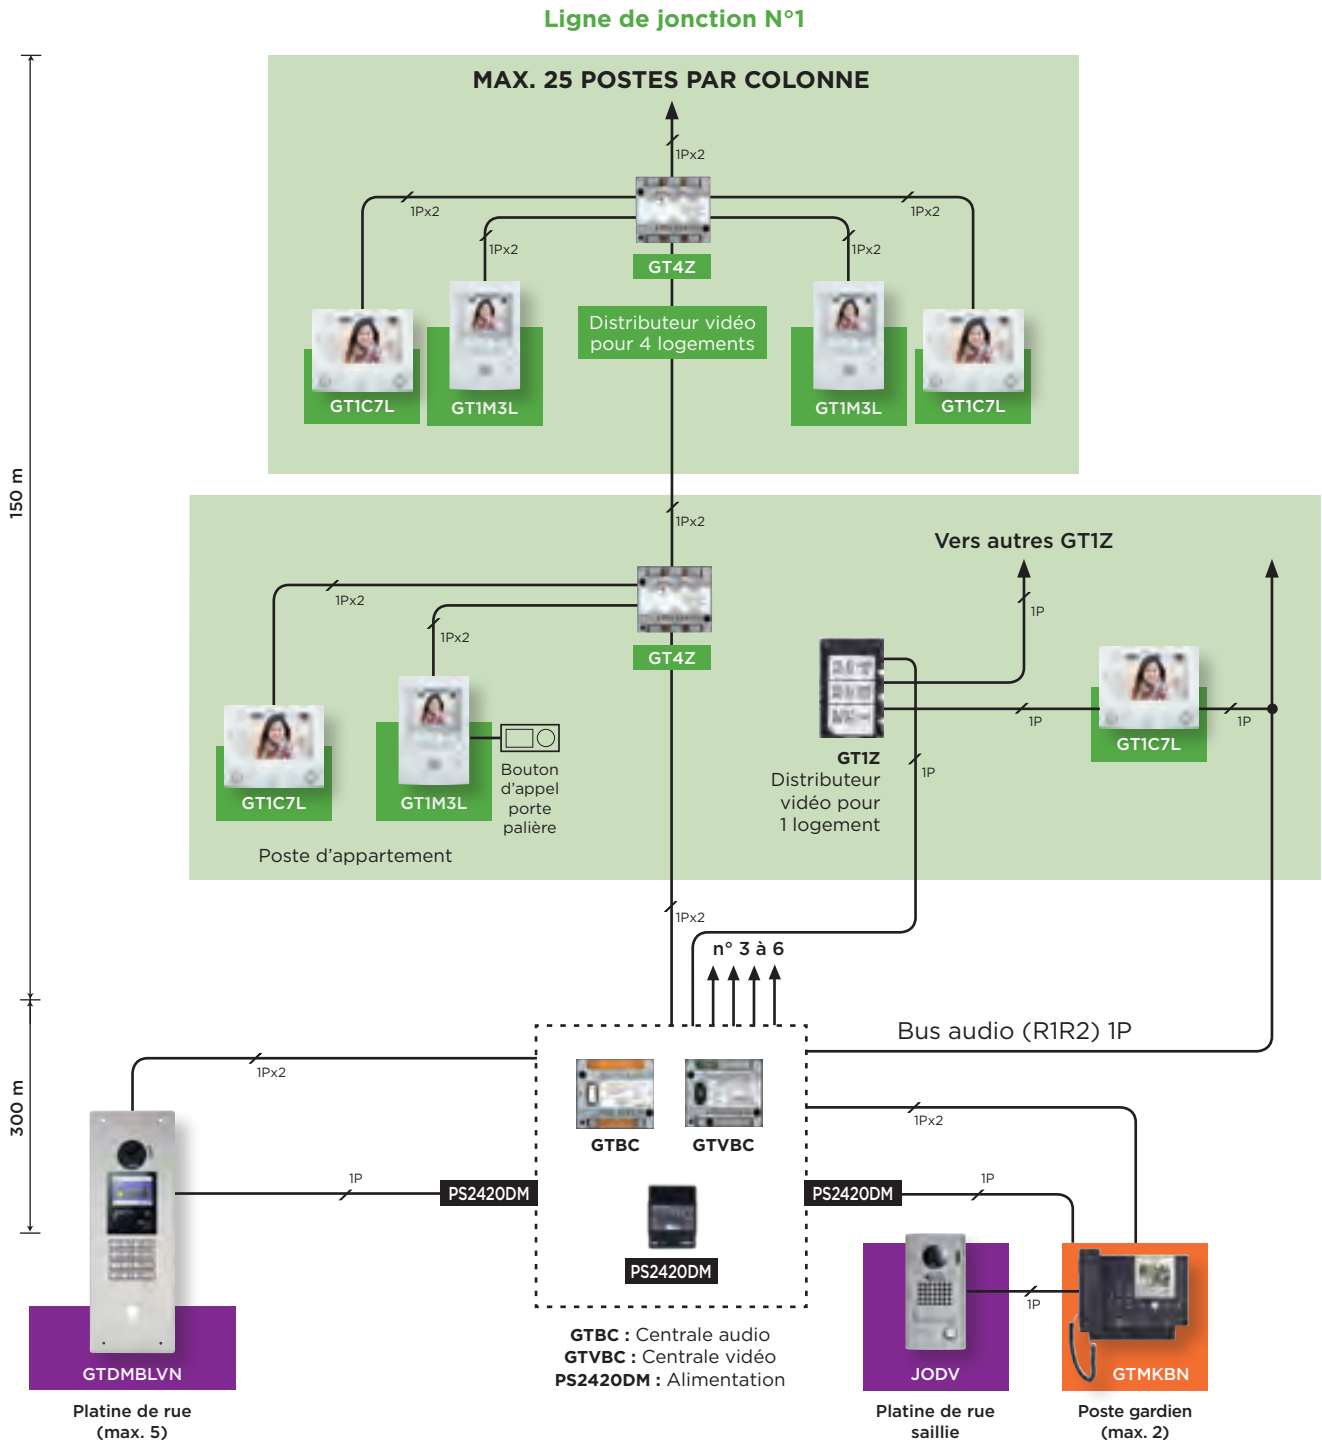 Ligne de jonction N°1
MAX. 25 POSTES PAR COLONNE
1Px2
1Px2
1Px2
1Px2
1Px2
GT4Z
Distributeur vidéo
pour 4 logements
GT1C7L
GT1M3L
GT1M3L
GT1C7L
150 m
1Px2
Vers autres GT1Z
1Px2
1Px2
1P
GT4Z
1P
1P
GT1C7L
GT1Z
Distributeur
vidéo pour
1 logement
1P
Bouton
d'appel
porte
palière
GT1C7L
GT1M3L
Poste d'appartement
1Px2
n° 3 à 6
300 m
Bus audio (R1R2) 1P
1Px2
1Px2
GTBC
GTVBC
1P
PS2420DM
PS2420DM
1P
PS2420DM
1P
GTDMBLVN
JODV
GTMKBN
GTBC : Centrale audio
GTVBC : Centrale vidéo
PS2420DM : Alimentation
Platine de rue
(max. 5)
Platine de rue
saillie
Poste gardien
(max. 2)